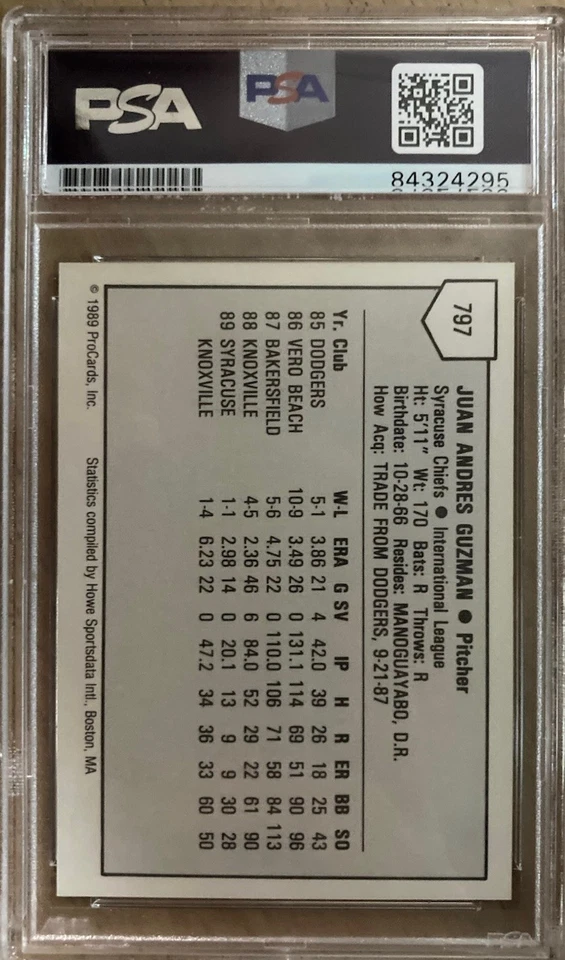 PSA
PSA
84324295
797
JUAN ANDRES GUZMAN ● Pitcher
Syracuse Chiefs ● International League
Ht: 5'11" Wt: 170 Bats: R Throws: R
Birthdate: 10-28-66 Resides: MANOGUAYABO, D.R.
How Acq: TRADE FROM DODGERS, 9-21-87
Yr. Club W-L ERA G SV IP H R ER BB SO
85 DODGERS 5-1 3.86 21 4 42.0 39 26 18 25 43
86 VERO BEACH 10-9 3.49 26 0 131.1 114 69 51 90 96
87 BAKERSFIELD 5-6 4.75 22 0 110.0 106 71 58 84 113
88 KNOXVILLE 4-5 2.36 46 6 84.0 52 29 22 61 90
89 SYRACUSE 1-1 2.98 14 0 20.1 13 9 9 30 28
KNOXVILLE 1-4 6.23 22 0 47.2 34 36 33 60 50
© 1989 ProCards, Inc. Statistics compiled by Howe Sportsdata Intl., Boston, MA
PSA